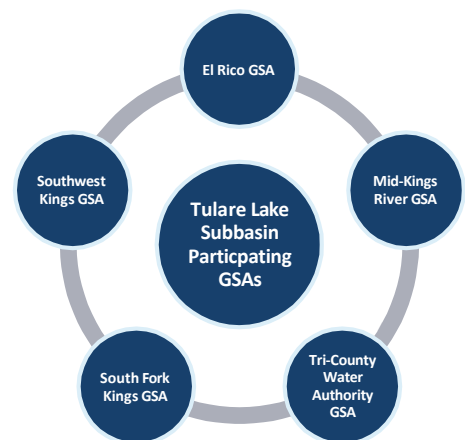 El Rico GSA
Mid-Kings
River GSA
Tri-County
Water
Authority
GSA
South Fork
Kings GSA
Southwest
Kings GSA
Tulare Lake
Subbasin
Particpating
GSAs